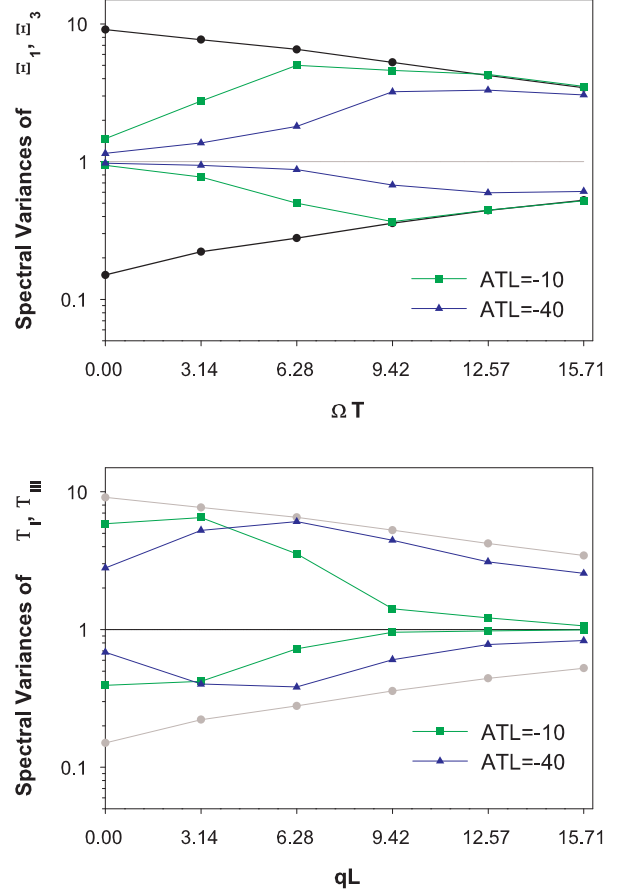 10
1
0.1
Spectral Variances of Ξ₁, Ξ₃
ATL=-10
ATL=-40
0.00 3.14 6.28 9.42 12.57 15.71
Ω T
10
1
0.1
Spectral Variances of ϒ_I, ϒ_III
ATL=-10
ATL=-40
0.00 3.14 6.28 9.42 12.57 15.71
qL